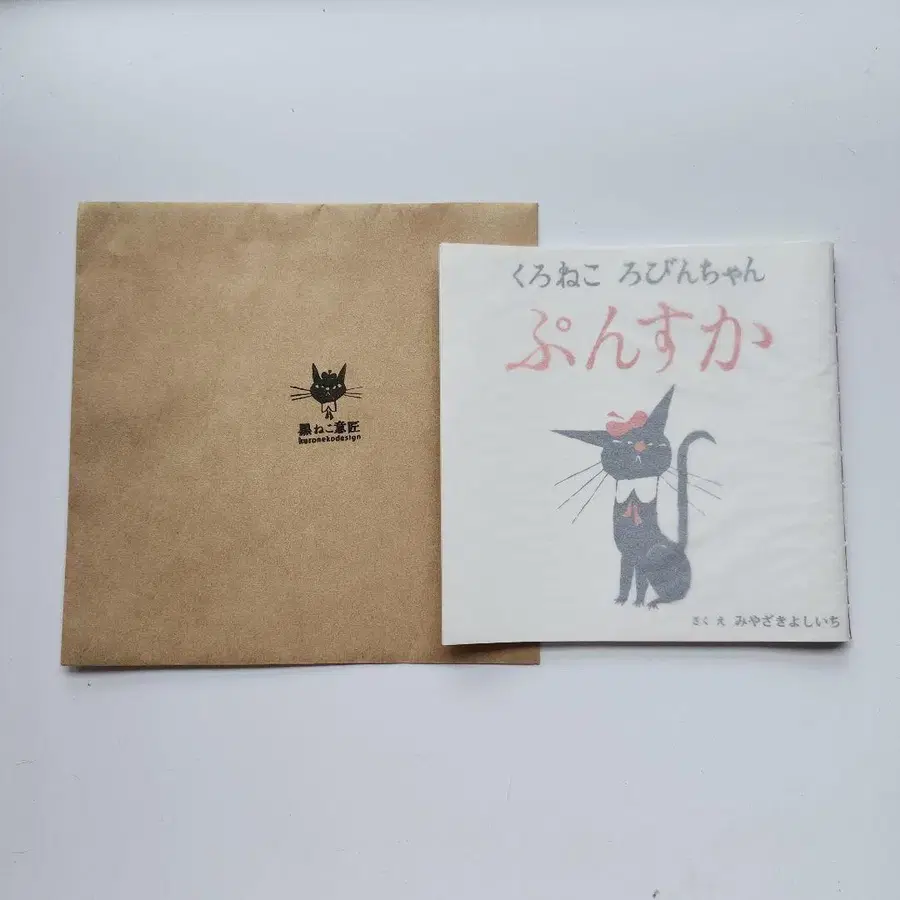 黒ねこ意匠
kuronekodesign
くろねこ ろびんちゃん
ぷんすか
さく え みやざきよしいち